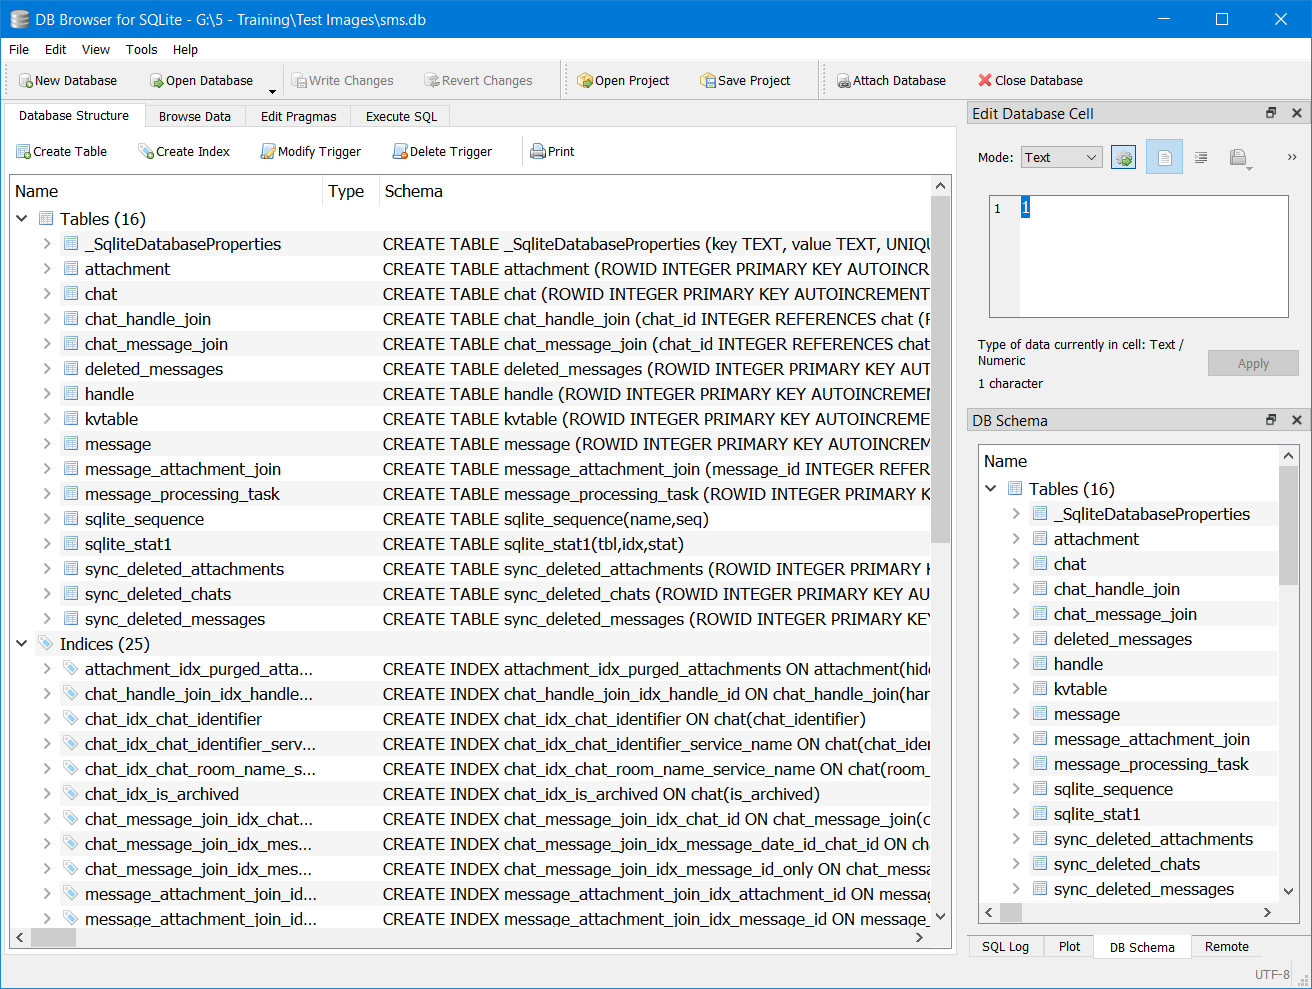 DB Browser for SQLite - G:\5 - Training\Test Images\sms.db
File Edit View Tools Help
New Database Open Database Write Changes Revert Changes Open Project Save Project Attach Database Close Database
Database Structure Browse Data Edit Pragmas Execute SQL
Create Table Create Index Modify Trigger Delete Trigger Print
Name Type Schema
Tables (16)
_SqliteDatabaseProperties CREATE TABLE _SqliteDatabaseProperties (key TEXT, value TEXT, UNIQU
attachment CREATE TABLE attachment (ROWID INTEGER PRIMARY KEY AUTOINCR
chat CREATE TABLE chat (ROWID INTEGER PRIMARY KEY AUTOINCREMENT
chat_handle_join CREATE TABLE chat_handle_join (chat_id INTEGER REFERENCES chat (R
chat_message_join CREATE TABLE chat_message_join (chat_id INTEGER REFERENCES chat
deleted_messages CREATE TABLE deleted_messages (ROWID INTEGER PRIMARY KEY AUT
handle CREATE TABLE handle (ROWID INTEGER PRIMARY KEY AUTOINCREMEN
kvtable CREATE TABLE kvtable (ROWID INTEGER PRIMARY KEY AUTOINCREME
message CREATE TABLE message (ROWID INTEGER PRIMARY KEY AUTOINCREM
message_attachment_join CREATE TABLE message_attachment_join (message_id INTEGER REFER
message_processing_task CREATE TABLE message_processing_task (ROWID INTEGER PRIMARY K
sqlite_sequence CREATE TABLE sqlite_sequence(name,seq)
sqlite_stat1 CREATE TABLE sqlite_stat1(tbl,idx,stat)
sync_deleted_attachments CREATE TABLE sync_deleted_attachments (ROWID INTEGER PRIMARY K
sync_deleted_chats CREATE TABLE sync_deleted_chats (ROWID INTEGER PRIMARY KEY AU
sync_deleted_messages CREATE TABLE sync_deleted_messages (ROWID INTEGER PRIMARY KEY
Indices (25)
attachment_idx_purged_atta... CREATE INDEX attachment_idx_purged_attachments ON attachment(hide
chat_handle_join_idx_handle... CREATE INDEX chat_handle_join_idx_handle_id ON chat_handle_join(han
chat_idx_chat_identifier CREATE INDEX chat_idx_chat_identifier ON chat(chat_identifier)
chat_idx_chat_identifier_serv... CREATE INDEX chat_idx_chat_identifier_service_name ON chat(chat_iden
chat_idx_chat_room_name_s... CREATE INDEX chat_idx_chat_room_name_service_name ON chat(room_
chat_idx_is_archived CREATE INDEX chat_idx_is_archived ON chat(is_archived)
chat_message_join_idx_chat... CREATE INDEX chat_message_join_idx_chat_id ON chat_message_join(c
chat_message_join_idx_mes... CREATE INDEX chat_message_join_idx_message_date_id_chat_id ON ch
chat_message_join_idx_mes... CREATE INDEX chat_message_join_idx_message_id_only ON chat_messa
message_attachment_join_id... CREATE INDEX message_attachment_join_idx_attachment_id ON messag
message_attachment_join_id... CREATE INDEX message_attachment_join_idx_message_id ON message_
Edit Database Cell
Mode: Text
1 1
Type of data currently in cell: Text /
Numeric
1 character
Apply
DB Schema
Name
Tables (16)
_SqliteDatabaseProperties
attachment
chat
chat_handle_join
chat_message_join
deleted_messages
handle
kvtable
message
message_attachment_join
message_processing_task
sqlite_sequence
sqlite_stat1
sync_deleted_attachments
sync_deleted_chats
sync_deleted_messages
SQL Log Plot DB Schema Remote
UTF-8